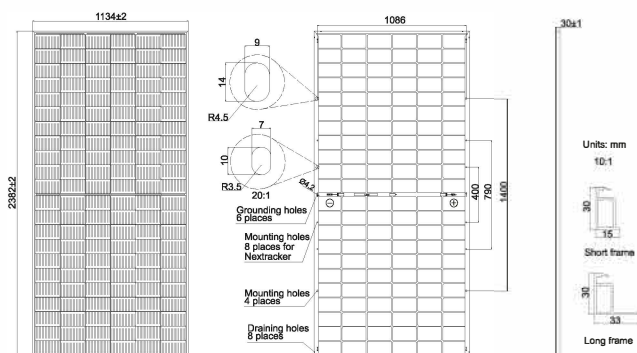 1134±2
2382±2
9
14
R4.5
7
10
R3.5
20:1
Ø4.2
Grounding holes
6 places
Mounting holes
8 places for
Nextracker
Mounting holes
4 places
Draining holes
8 places
1086
400
790
1400
30±1
Units: mm
10:1
30
15
Short frame
30
33
Long frame